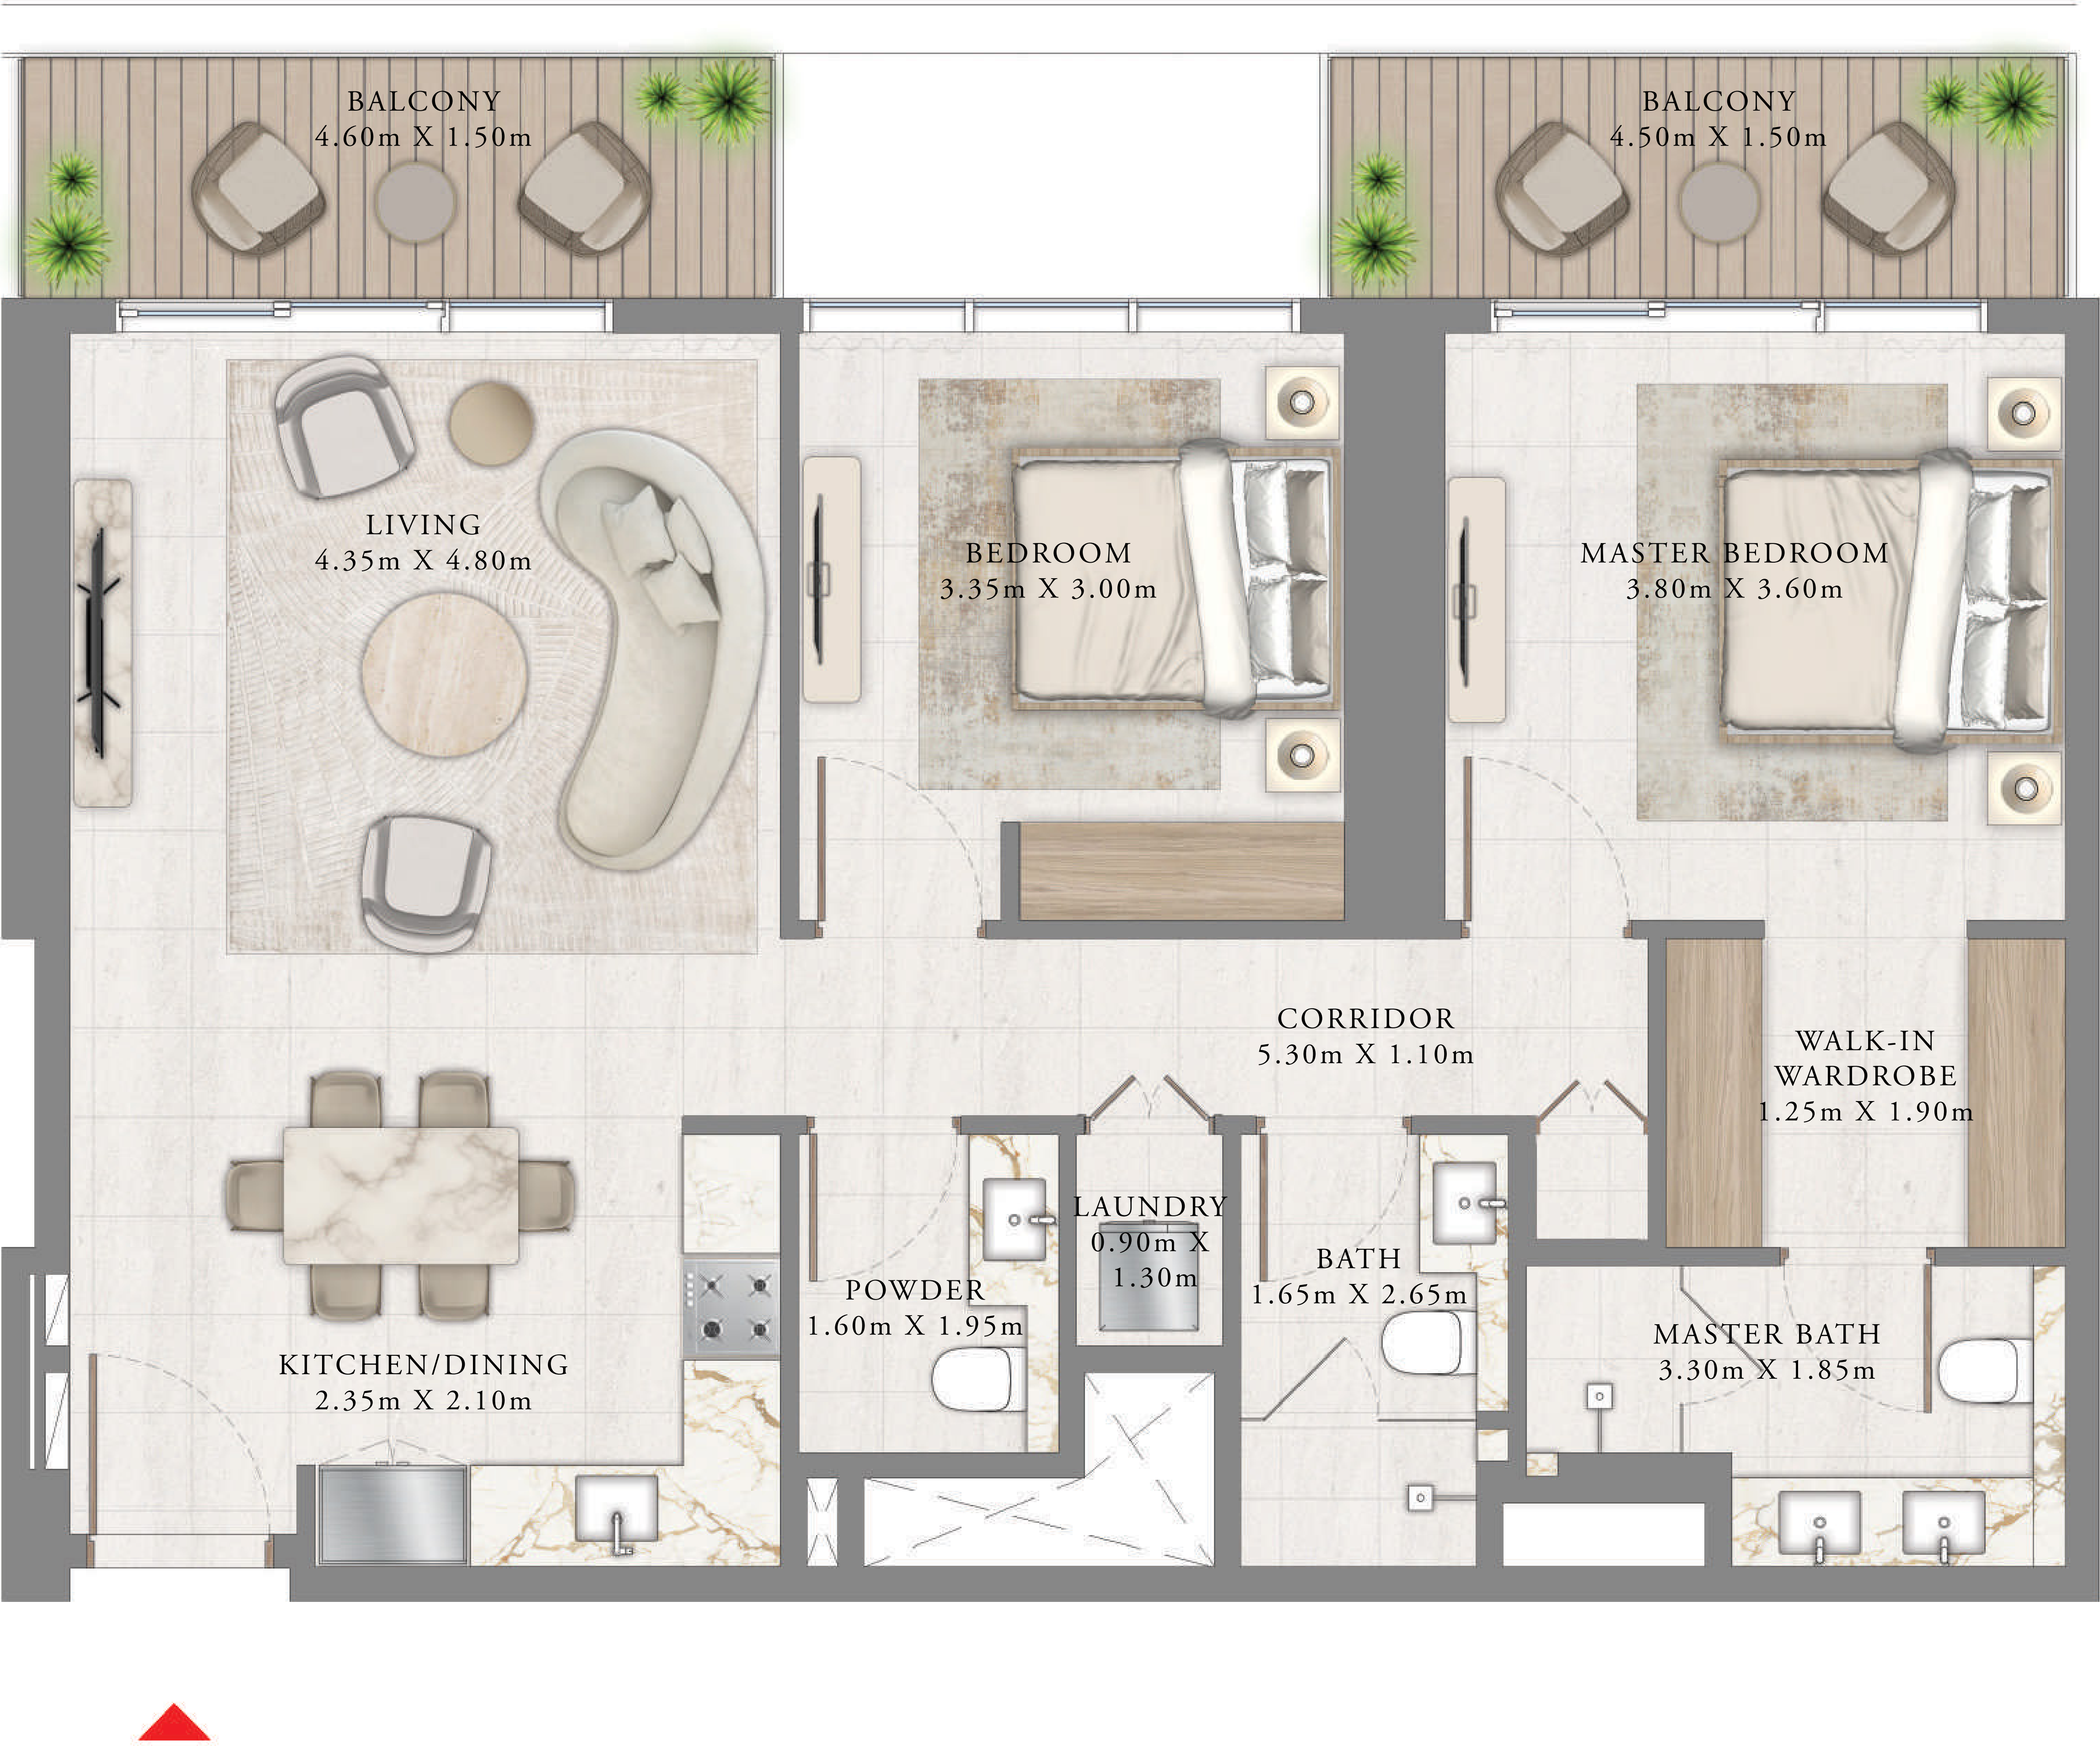 BALCONY
4.60m X 1.50m
BALCONY
4.50m X 1.50m
LIVING
4.35m X 4.80m
BEDROOM
3.35m X 3.00m
MASTER BEDROOM
3.80m X 3.60m
CORRIDOR
5.30m X 1.10m
WALK-IN
WARDROBE
1.25m X 1.90m
LAUNDRY
0.90m X
1.30m
BATH
1.65m X 2.65m
POWDER
1.60m X 1.95m
MASTER BATH
3.30m X 1.85m
KITCHEN/DINING
2.35m X 2.10m